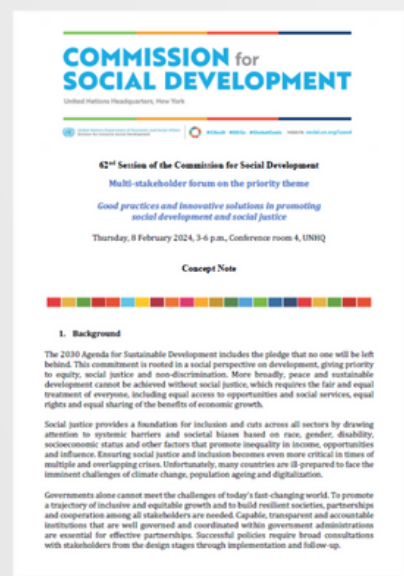 COMMISSION for
SOCIAL DEVELOPMENT
United Nations Headquarters, New York
62nd Session of the Commission for Social Development
Multi-stakeholder forum on the priority theme
Good practices and innovative solutions in promoting
social development and social justice
Thursday, 8 February 2024, 3-6 p.m., Conference room 4, UNHQ
Concept Note
1. Background
The 2030 Agenda for Sustainable Development includes the pledge that no one will be left
behind. This commitment is rooted in a social perspective on development, giving priority
to equity, social justice and non-discrimination. More broadly, peace and sustainable
development cannot be achieved without social justice, which requires the fair and equal
treatment of everyone, including equal access to opportunities and social services, equal
rights and equal sharing of the benefits of economic growth.
Social justice provides a foundation for inclusion and cuts across all sectors by drawing
attention to systemic barriers and societal biases based on race, gender, disability,
socioeconomic status and other factors that promote inequality in income, opportunities
and influence. Ensuring social justice and inclusion becomes even more critical in times of
multiple and overlapping crises. Unfortunately, many countries are ill-prepared to face the
imminent challenges of climate change, population ageing and digitalization.
Governments alone cannot meet the challenges of today's fast-changing world. To promote
a trajectory of inclusive and equitable growth and to build resilient societies, partnerships
and cooperation among all stakeholders are needed. Capable, transparent and accountable
institutions that are well governed and coordinated within government administrations
are essential for effective partnerships. Successful policies require broad consultations
with stakeholders from the design stages through implementation and follow-up.